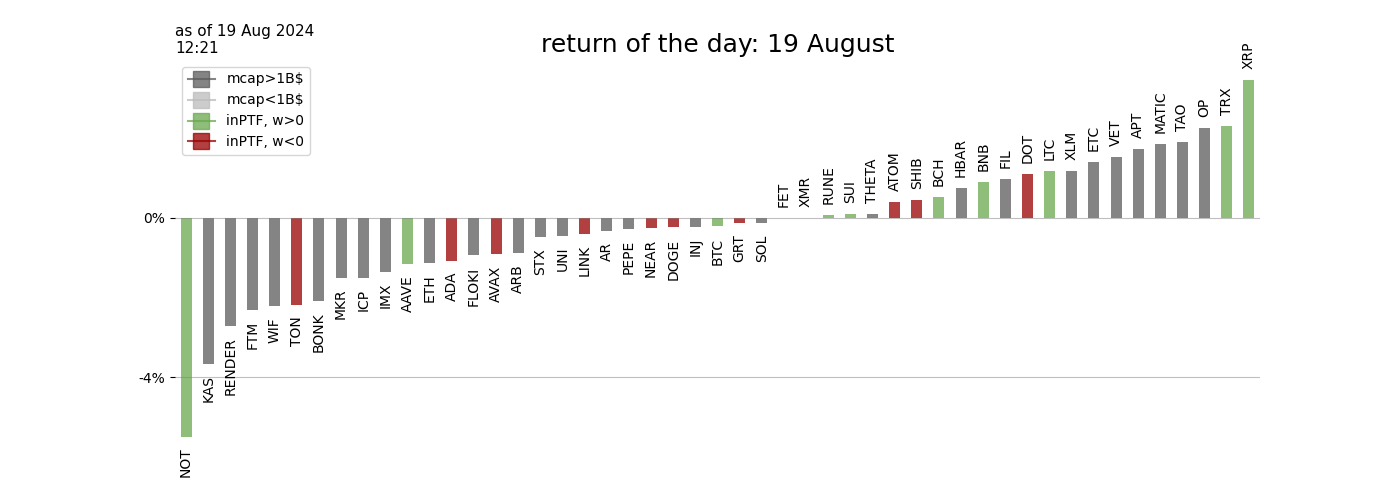 as of 19 Aug 2024
12:21
return of the day: 19 August
mcap>1B$
mcap<1B$
inPTF, w>0
inPTF, w<0
0%
-4%
NOT
KAS
RENDER
FTM
WIF
TON
BONK
MKR
ICP
IMX
AAVE
ETH
ADA
FLOKI
AVAX
ARB
STX
UNI
LINK
AR
PEPE
NEAR
DOGE
INJ
BTC
GRT
SOL
FET
XMR
RUNE
SUI
THETA
ATOM
SHIB
BCH
HBAR
BNB
FIL
DOT
LTC
XLM
ETC
VET
APT
MATIC
TAO
OP
TRX
XRP